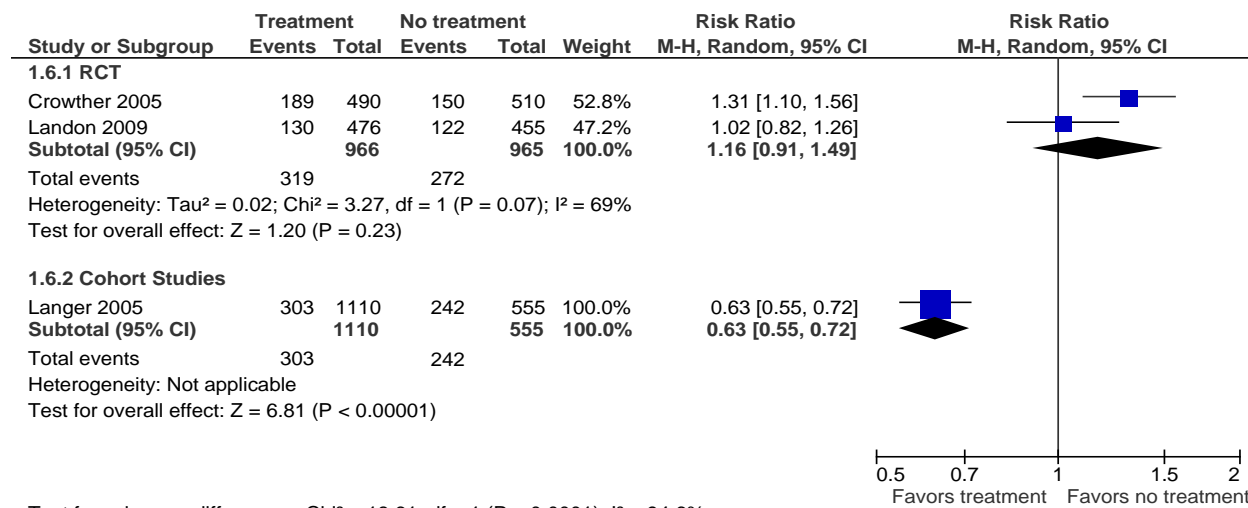 Treatment No treatment Risk Ratio Risk Ratio
Study or Subgroup Events Total Events Total Weight M-H, Random, 95% CI M-H, Random, 95% CI
1.6.1 RCT
Crowther 2005 189 490 150 510 52.8% 1.31 [1.10, 1.56]
Landon 2009 130 476 122 455 47.2% 1.02 [0.82, 1.26]
Subtotal (95% CI) 966 965 100.0% 1.16 [0.91, 1.49]
Total events 319 272
Heterogeneity: Tau² = 0.02; Chi² = 3.27, df = 1 (P = 0.07); I² = 69%
Test for overall effect: Z = 1.20 (P = 0.23)
1.6.2 Cohort Studies
Langer 2005 303 1110 242 555 100.0% 0.63 [0.55, 0.72]
Subtotal (95% CI) 1110 555 100.0% 0.63 [0.55, 0.72]
Total events 303 242
Heterogeneity: Not applicable
Test for overall effect: Z = 6.81 (P < 0.00001)
0.5 0.7 1 1.5 2
Favors treatment Favors no treatment